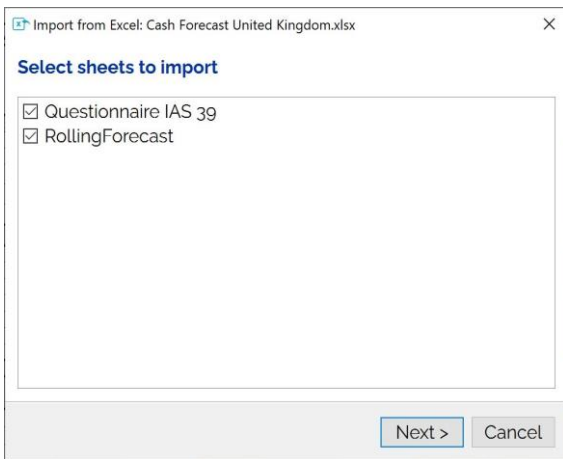 Import from Excel: Cash Forecast United Kingdom.xlsx
Select sheets to import
Questionnaire IAS 39
RollingForecast
Next >
Cancel